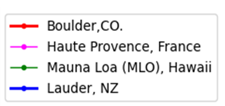 Boulder,CO.
Haute Provence, France
Mauna Loa (MLO), Hawaii
Lauder, NZ